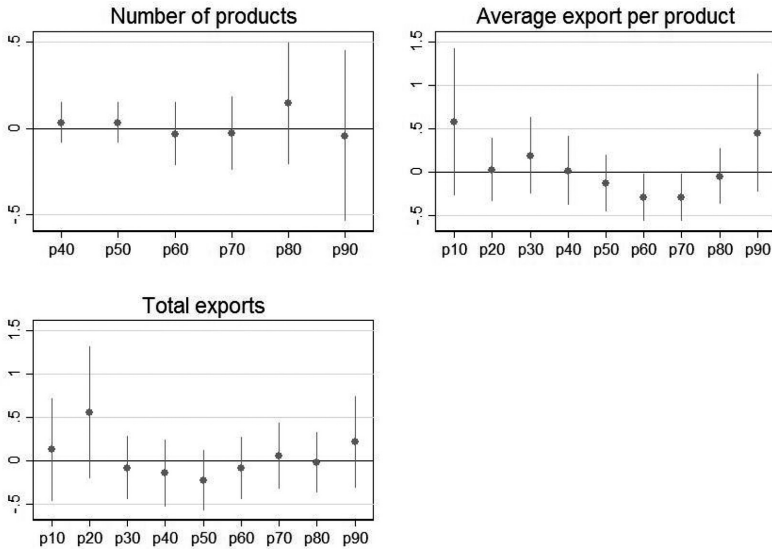 Number of products
.5
0
-.5
p40 p50 p60 p70 p80 p90
Average export per product
1.5
1
.5
0
-.5
p10 p20 p30 p40 p50 p60 p70 p80 p90
Total exports
1.5
1
.5
0
-.5
p10 p20 p30 p40 p50 p60 p70 p80 p90